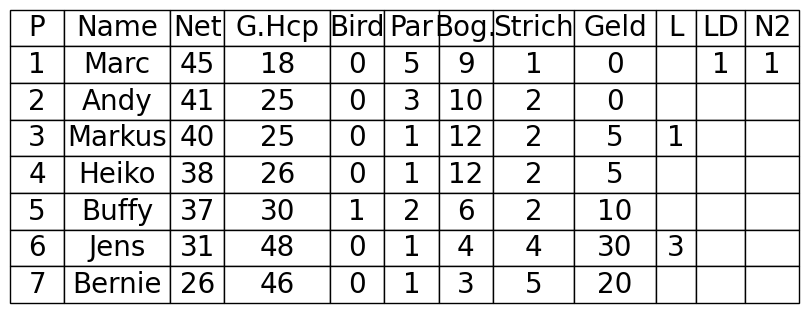 P Name Net G.Hcp Bird Par Bog. Strich Geld L LD N2
1 Marc 45 18 0 5 9 1 0 1 1
2 Andy 41 25 0 3 10 2 0
3 Markus 40 25 0 1 12 2 5 1
4 Heiko 38 26 0 1 12 2 5
5 Buffy 37 30 1 2 6 2 10
6 Jens 31 48 0 1 4 4 30 3
7 Bernie 26 46 0 1 3 5 20